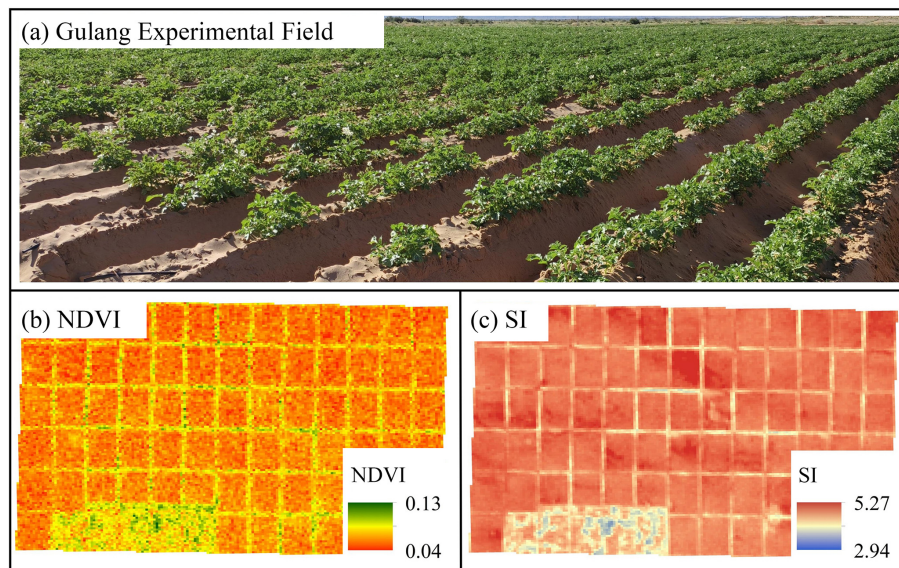 (a) Gulang Experimental Field
(b) NDVI
NDVI
0.13
0.04
(c) SI
SI
5.27
2.94